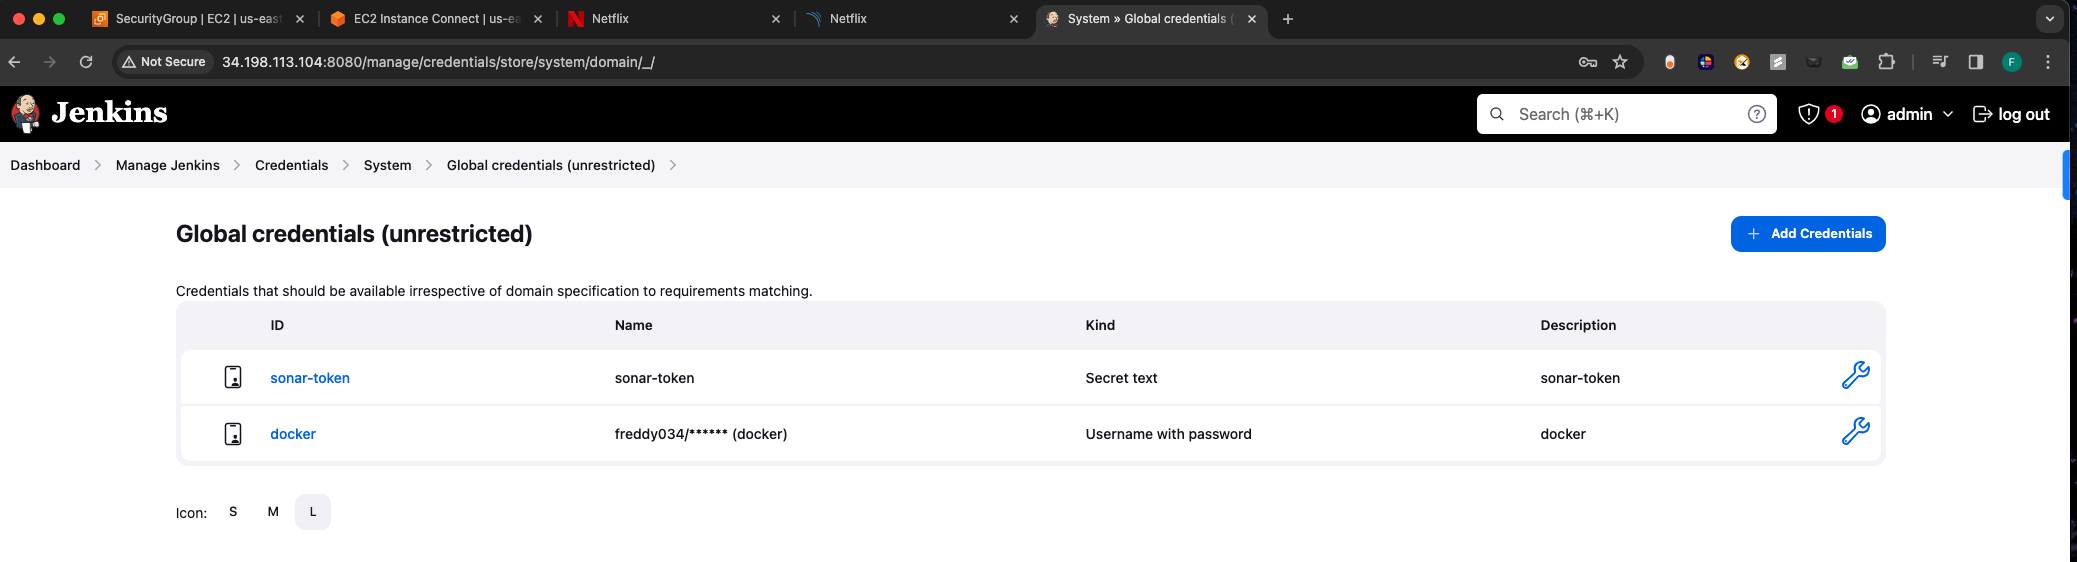 SecurityGroup | EC2 | us-east
EC2 Instance Connect | us-ea
Netflix
Netflix
System » Global credentials (
Not Secure
34.198.113.104:8080/manage/credentials/store/system/domain/_/
F
Jenkins
Search (⌘+K)
1
admin
log out
Dashboard
Manage Jenkins
Credentials
System
Global credentials (unrestricted)
Global credentials (unrestricted)
+ Add Credentials
Credentials that should be available irrespective of domain specification to requirements matching.
ID Name Kind Description
sonar-token sonar-token Secret text sonar-token
docker freddy034/****** (docker) Username with password docker
Icon: S M L